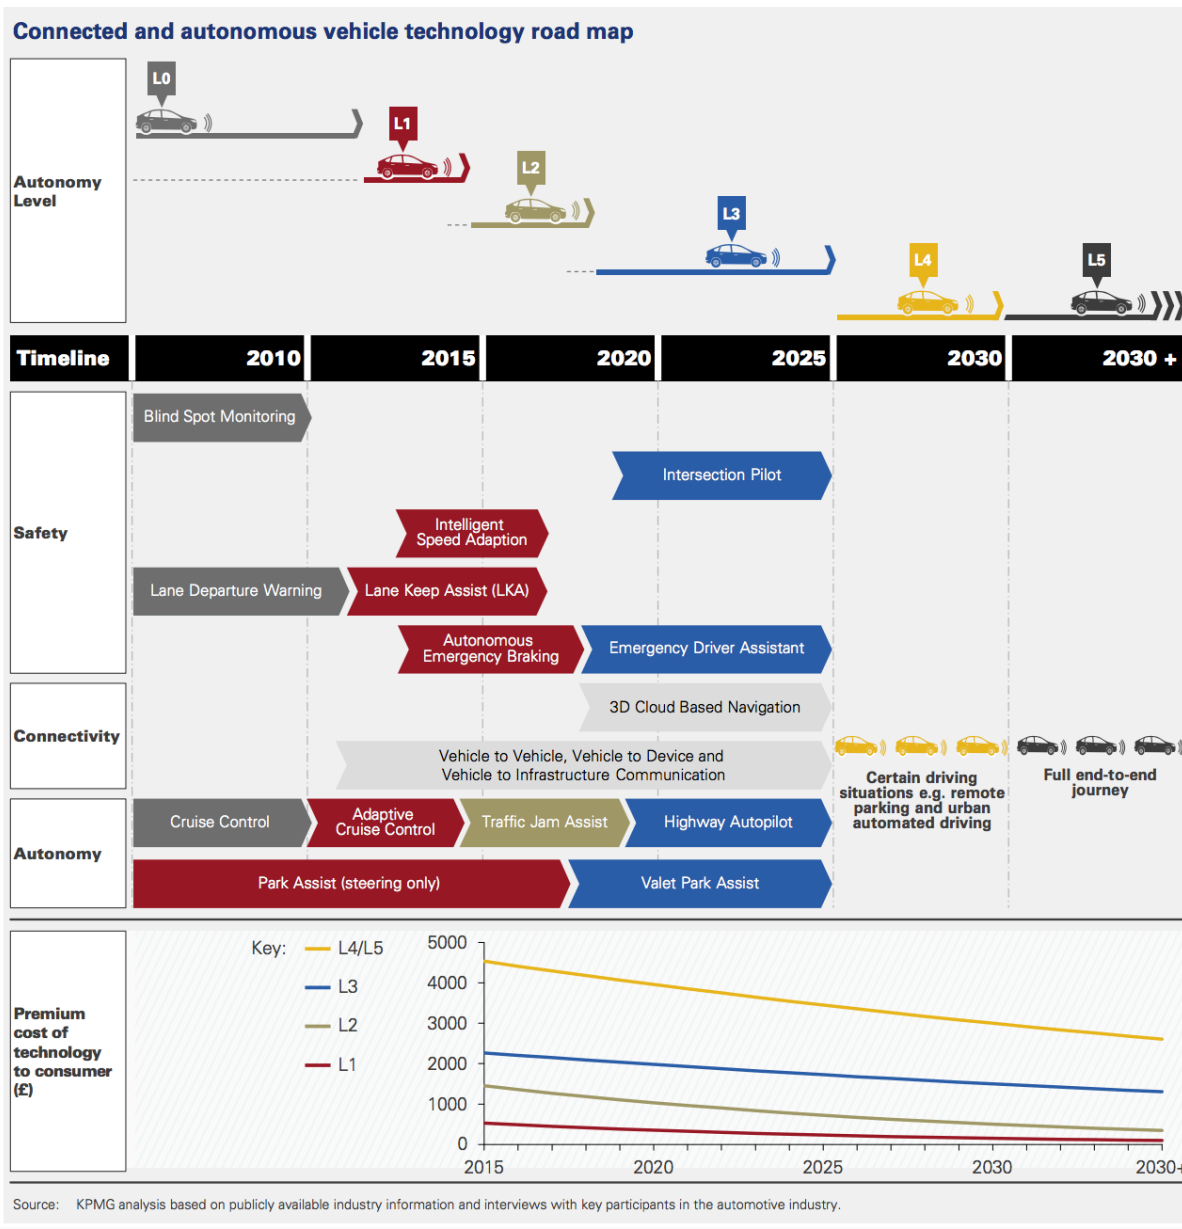 Connected and autonomous vehicle technology road map
L0
L1
L2
L3
L4
L5
Autonomy
Level
Timeline
2010
2015
2020
2025
2030
2030 +
Safety
Blind Spot Monitoring
Intersection Pilot
Intelligent
Speed Adaption
Lane Departure Warning
Lane Keep Assist (LKA)
Autonomous
Emergency Braking
Emergency Driver Assistant
Connectivity
3D Cloud Based Navigation
Vehicle to Vehicle, Vehicle to Device and
Vehicle to Infrastructure Communication
Certain driving
situations e.g. remote
parking and urban
automated driving
Full end-to-end
journey
Autonomy
Cruise Control
Adaptive
Cruise Control
Traffic Jam Assist
Highway Autopilot
Park Assist (steering only)
Valet Park Assist
Premium
cost of
technology
to consumer
(£)
Key:
L4/L5
L3
L2
L1
5000
4000
3000
2000
1000
0
2015
2020
2025
2030
2030+
Source: KPMG analysis based on publicly available industry information and interviews with key participants in the automotive industry.